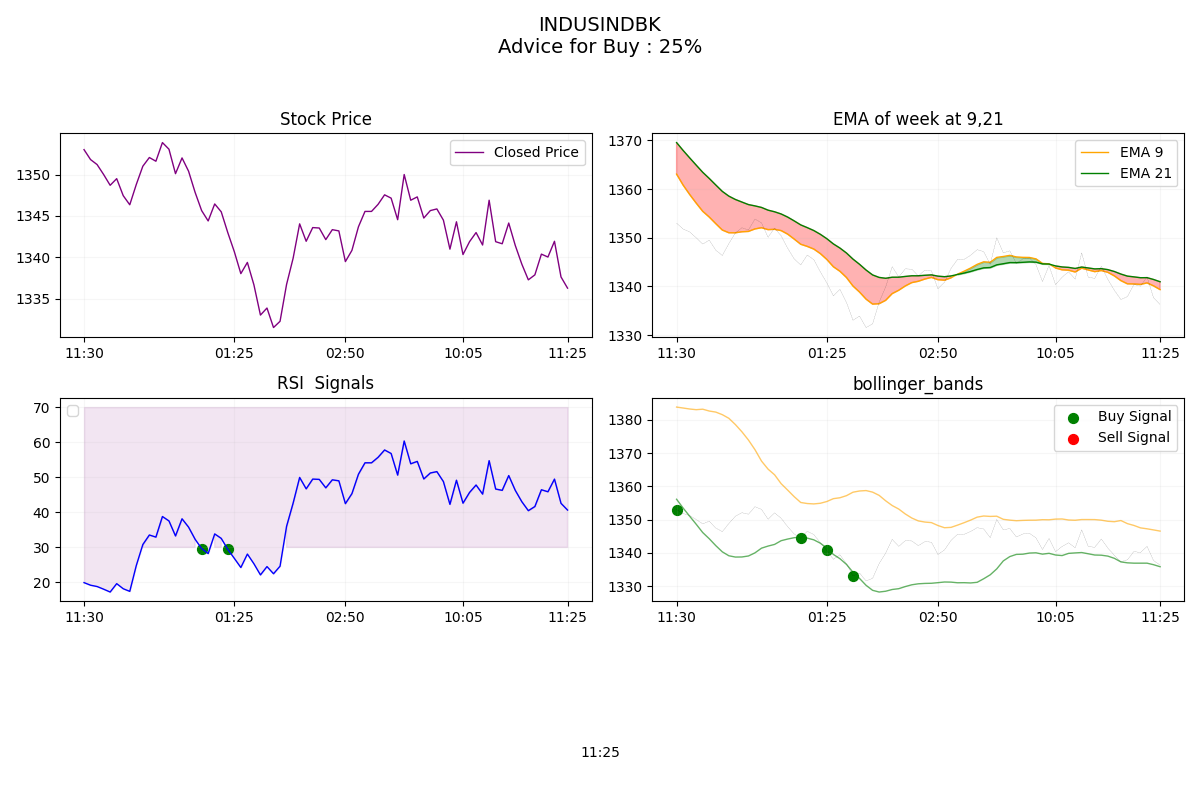 INDUSINDBK
Advice for Buy : 25%
Stock Price
Closed Price
1350
1345
1340
1335
11:30 01:25 02:50 10:05 11:25
EMA of week at 9,21
EMA 9
EMA 21
1370
1360
1350
1340
1330
11:30 01:25 02:50 10:05 11:25
RSI  Signals
70
60
50
40
30
20
11:30 01:25 02:50 10:05 11:25
bollinger_bands
Buy Signal
Sell Signal
1380
1370
1360
1350
1340
1330
11:30 01:25 02:50 10:05 11:25
11:25